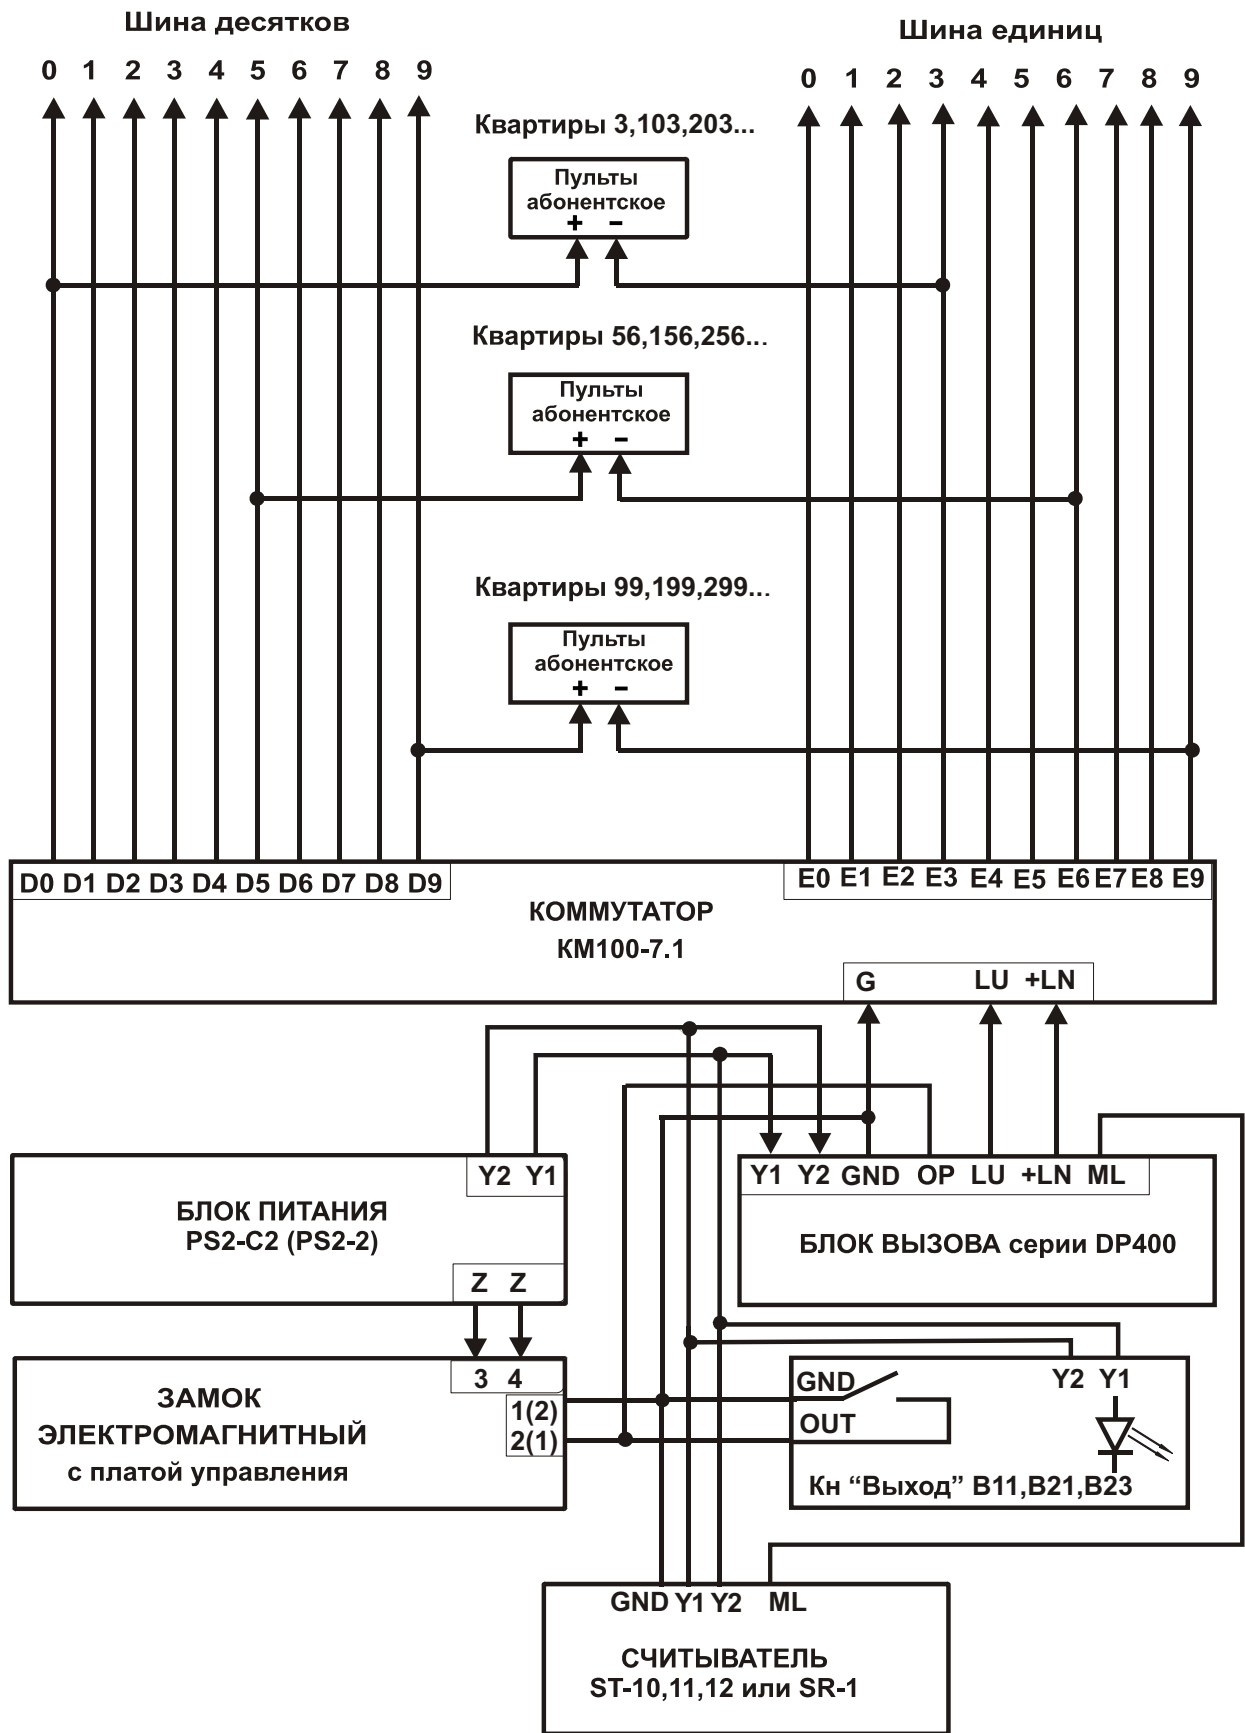 Шина десятков
Шина единиц
0 1 2 3 4 5 6 7 8 9
0 1 2 3 4 5 6 7 8 9
Квартиры 3,103,203...
Пульты
абонентское
+ −
Квартиры 56,156,256...
Пульты
абонентское
+ −
Квартиры 99,199,299...
Пульты
абонентское
+ −
D0 D1 D2 D3 D4 D5 D6 D7 D8 D9
E0 E1 E2 E3 E4 E5 E6 E7 E8 E9
КОММУТАТОР
КМ100-7.1
G LU +LN
Y2 Y1
БЛОК ПИТАНИЯ
PS2-C2 (PS2-2)
Z Z
Y1 Y2 GND OP LU +LN ML
БЛОК ВЫЗОВА серии DP400
3 4
1(2)
2(1)
ЗАМОК
ЭЛЕКТРОМАГНИТНЫЙ
с платой управления
GND
OUT
Y2 Y1
Кн “Выход” B11,B21,B23
GND Y1 Y2 ML
СЧИТЫВАТЕЛЬ
ST-10,11,12 или SR-1